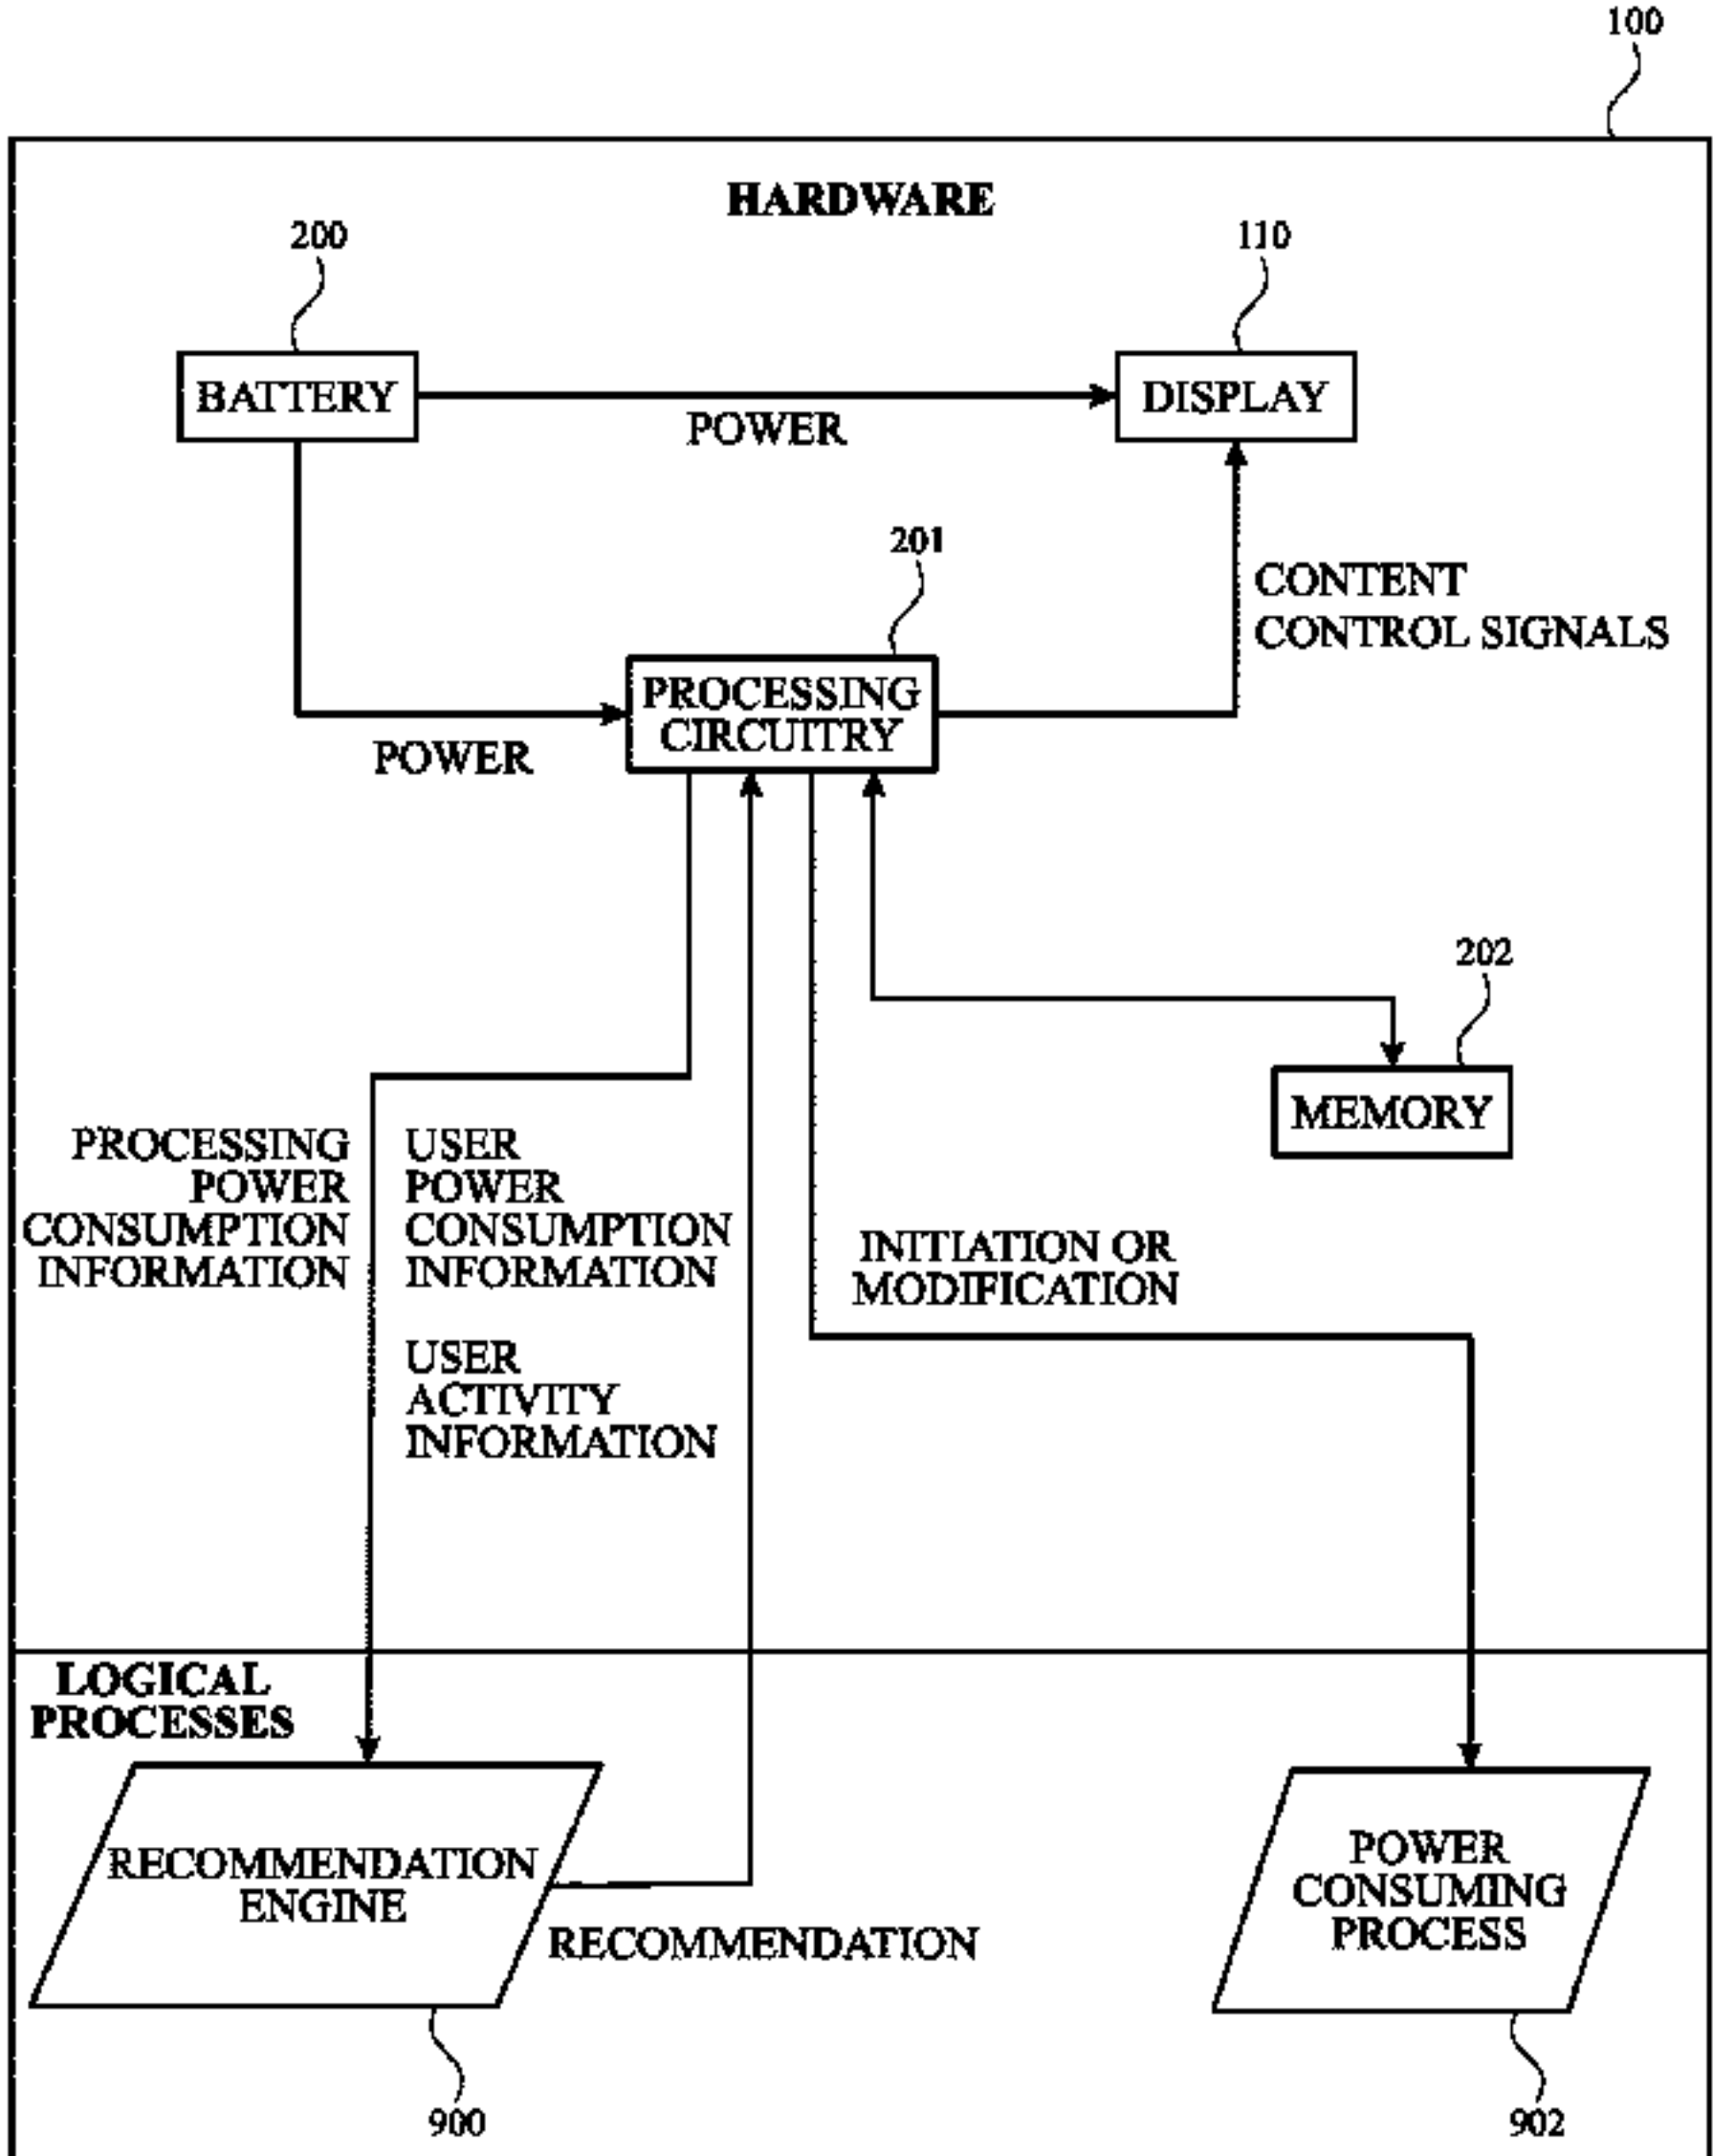 100
HARDWARE
200
110
BATTERY
DISPLAY
POWER
201
CONTENT
CONTROL SIGNALS
PROCESSING
CIRCUITRY
POWER
202
MEMORY
PROCESSING
POWER
CONSUMPTION
INFORMATION
USER
POWER
CONSUMPTION
INFORMATION
USER
ACTIVITY
INFORMATION
INITIATION OR
MODIFICATION
LOGICAL
PROCESSES
RECOMMENDATION
ENGINE
RECOMMENDATION
POWER
CONSUMING
PROCESS
900
902